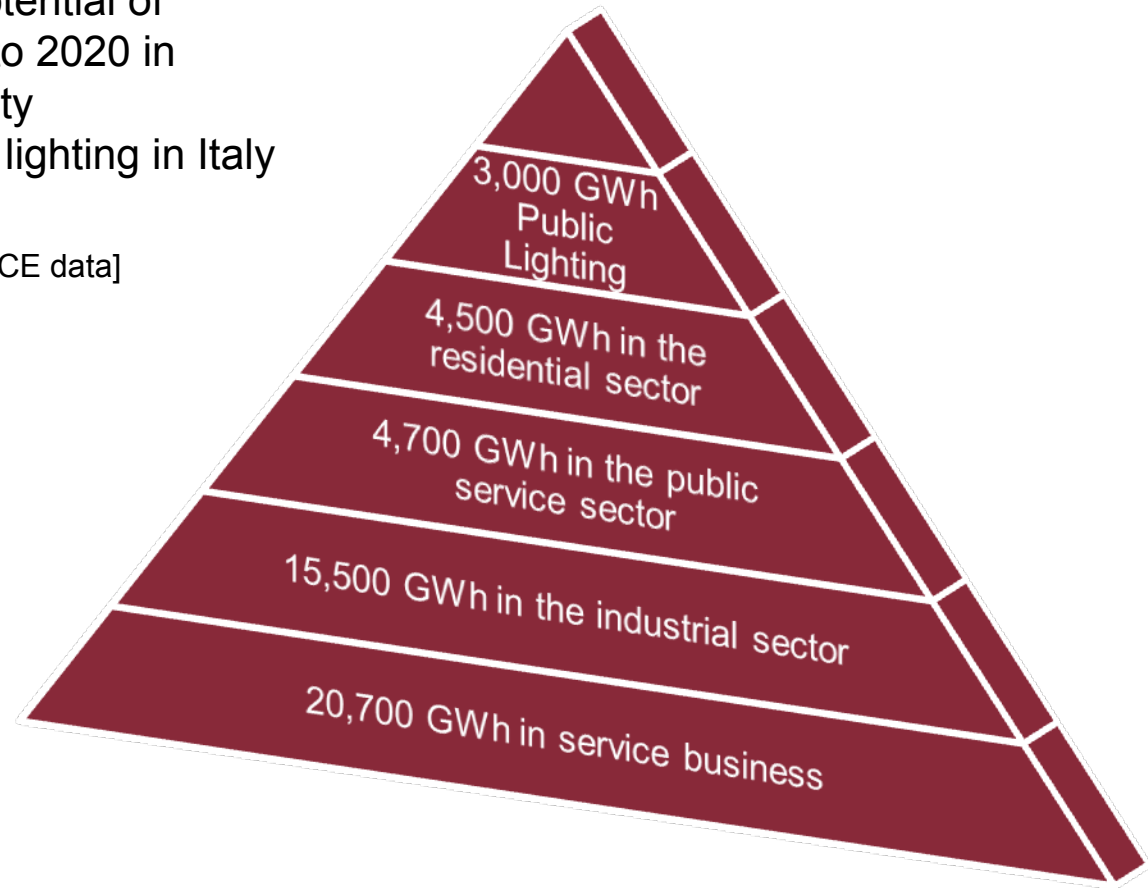 to 2020 in
lighting in Italy
CE data]
3,000 GWh
Public
Lighting
4,500 GWh in the
residential sector
4,700 GWh in the public
service sector
15,500 GWh in the industrial sector
20,700 GWh in service business